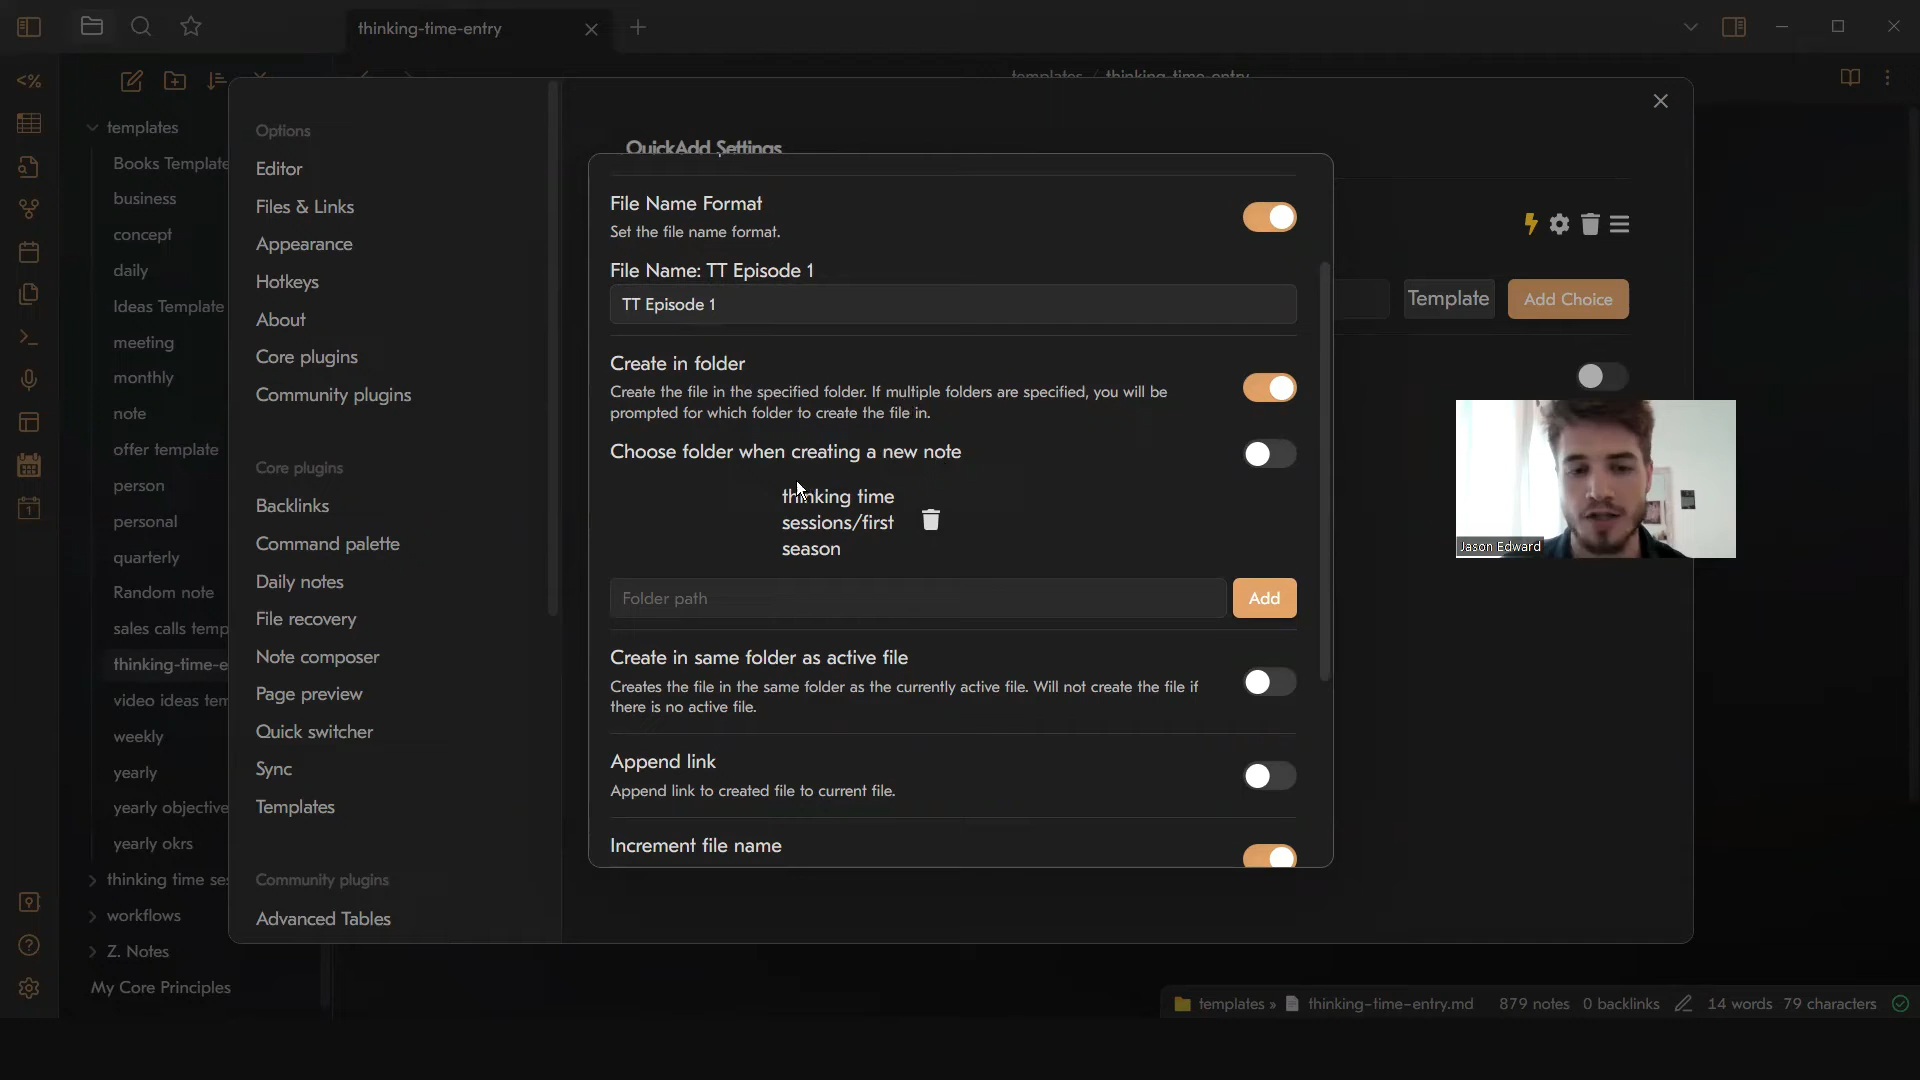 thinking-time-entry
templates / thinking-time-entry
templates
Books Template
business
concept
daily
Ideas Template
meeting
monthly
note
offer template
person
personal
quarterly
Random note
sales calls temp
thinking-time-e
video ideas tem
weekly
yearly
yearly objective
yearly okrs
thinking time ses
workflows
Z. Notes
My Core Principles
Options
Editor
Files & Links
Appearance
Hotkeys
About
Core plugins
Community plugins
Core plugins
Backlinks
Command palette
Daily notes
File recovery
Note composer
Page preview
Quick switcher
Sync
Templates
Community plugins
Advanced Tables
QuickAdd Settings
File Name Format
Set the file name format.
File Name: TT Episode 1
TT Episode 1
Create in folder
Create the file in the specified folder. If multiple folders are specified, you will be
prompted for which folder to create the file in.
Choose folder when creating a new note
thinking time
sessions/first
season
Folder path
Add
Create in same folder as active file
Creates the file in the same folder as the currently active file. Will not create the file if
there is no active file.
Append link
Append link to created file to current file.
Increment file name
Template
Add Choice
Jason Edward
templates » thinking-time-entry.md 879 notes 0 backlinks 14 words 79 characters